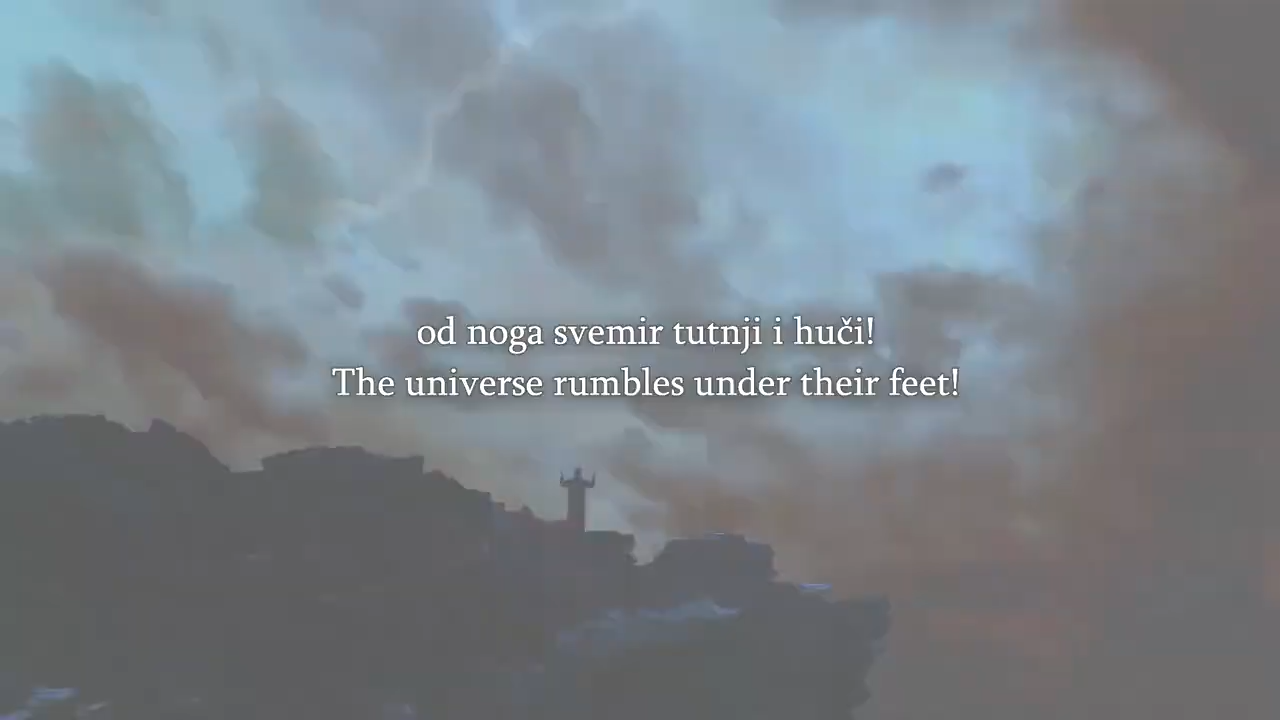 od noga svemir tutnji i huči!
The universe rumbles under their feet!